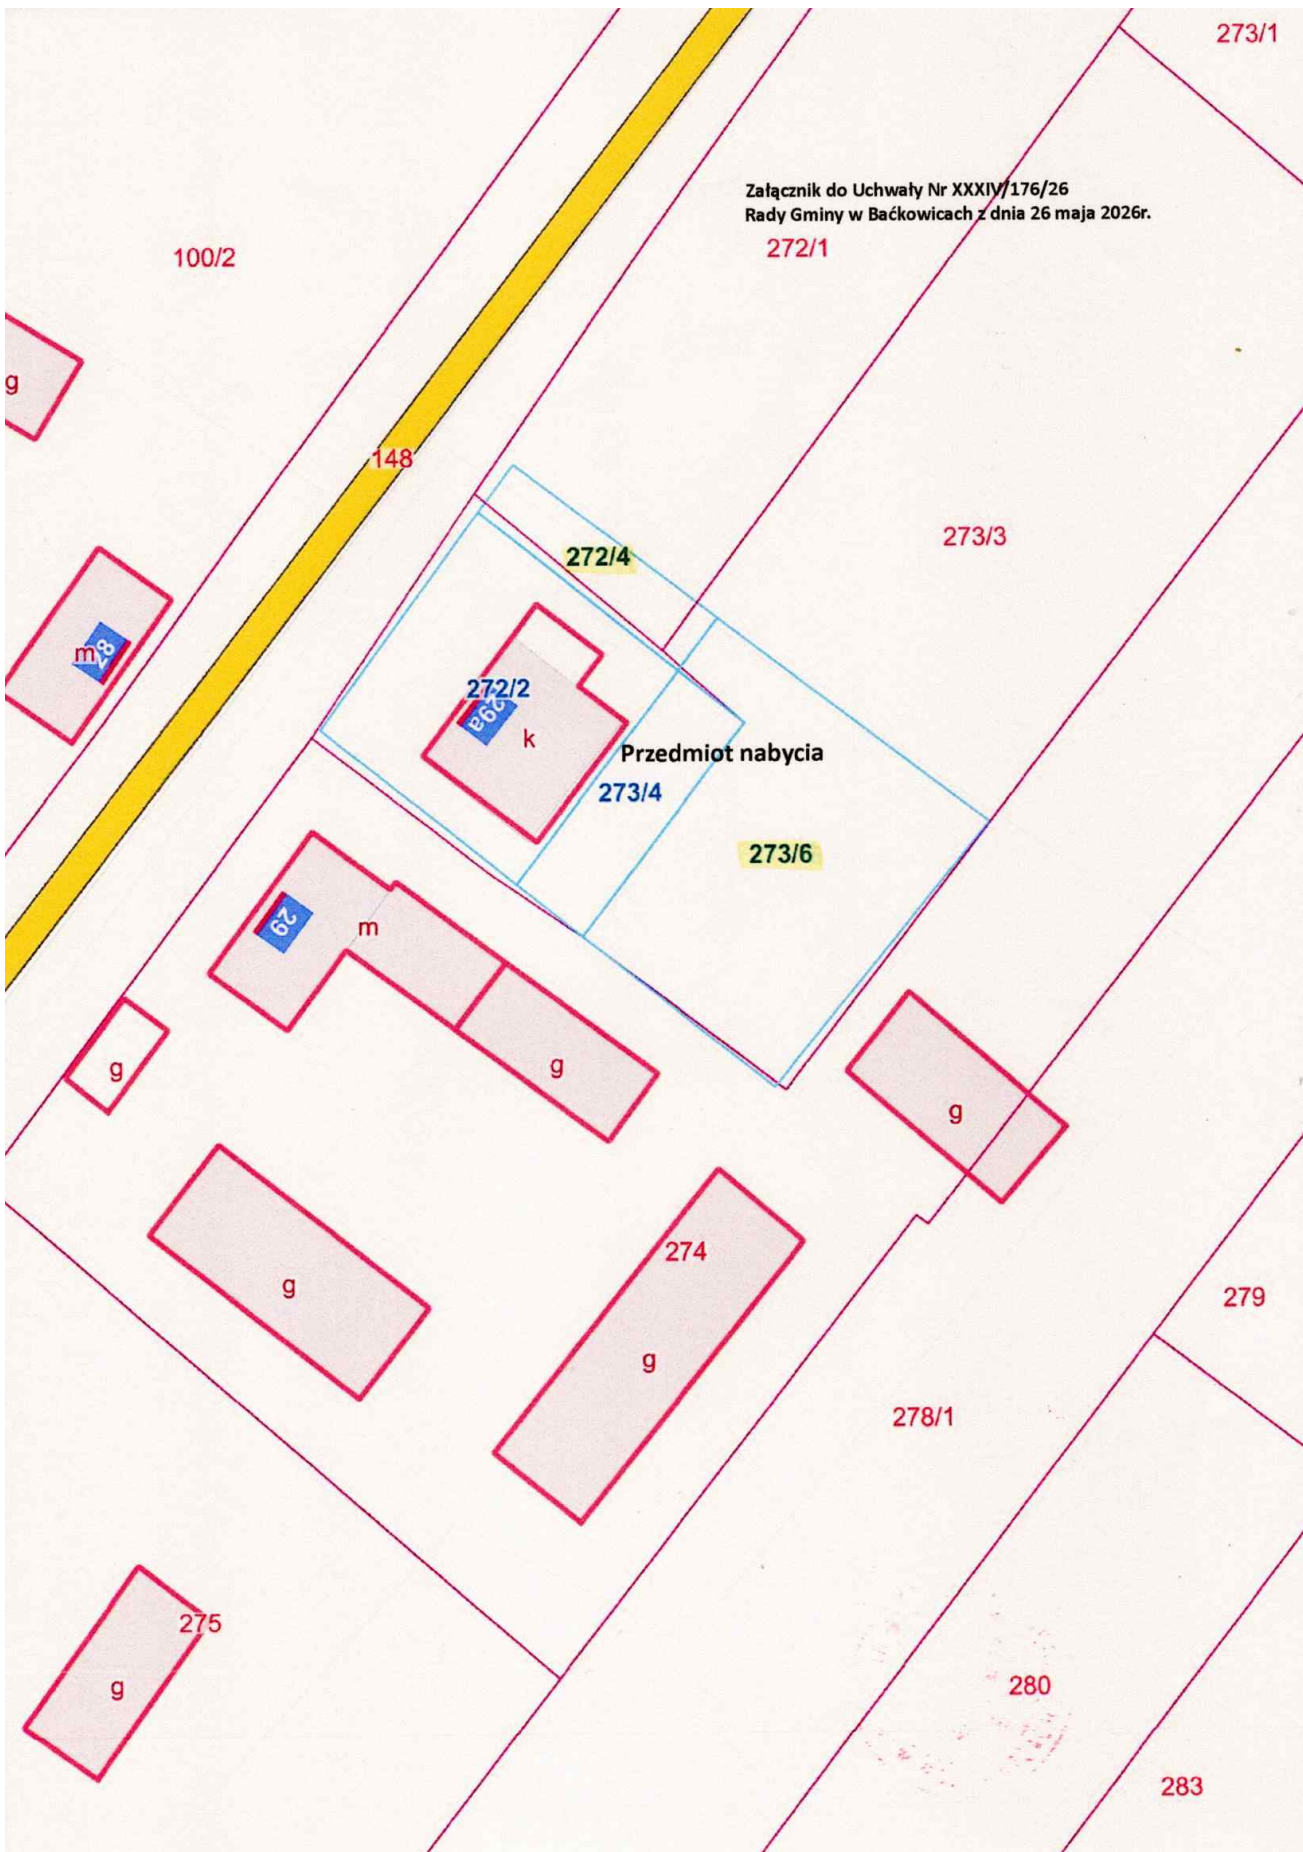 273/1
Załącznik do Uchwały Nr XXXIV/176/26
Rady Gminy w Baćkowicach z dnia 26 maja 2026r.
100/2
272/1
g
148
273/3
272/4
m
87
272/2
29a
k
Przedmiot nabycia
273/4
273/6
29
m
g
g
g
274
g
279
g
278/1
275
g
280
283